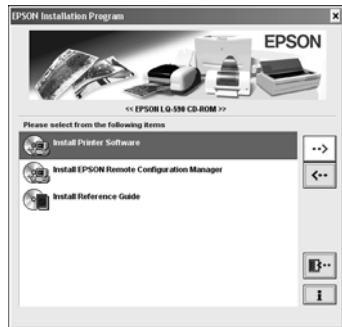 EPSON Installation Program
EPSON
<< EPSON LQ-590 CD-ROM >>
Please select from the following items
Install Printer Software
Install EPSON Remote Configuration Manager
Install Reference Guide